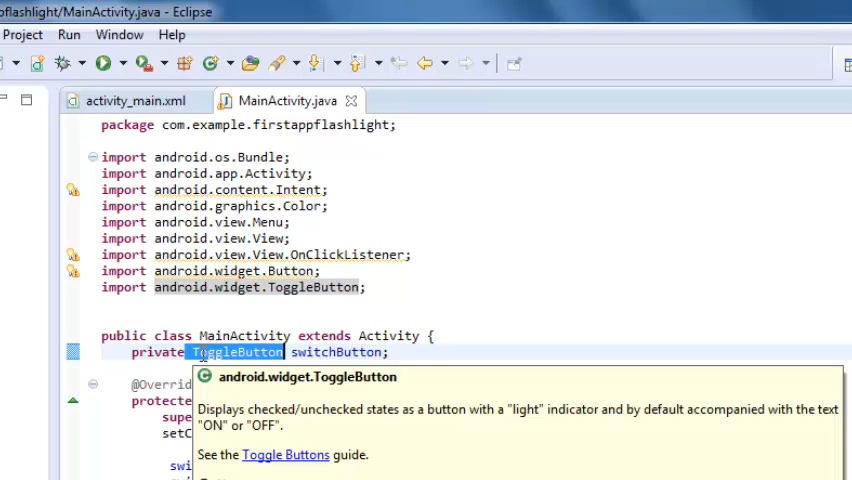 oflashlight/MainActivity.java - Eclipse
Project Run Window Help
activity_main.xml MainActivity.java
package com.example.firstappflashlight;
import android.os.Bundle;
import android.app.Activity;
import android.content.Intent;
import android.graphics.Color;
import android.view.Menu;
import android.view.View;
import android.view.View.OnClickListener;
import android.widget.Button;
import android.widget.ToggleButton;
public class MainActivity extends Activity {
private ToggleButton switchButton;
@Overrid
protecte
supe
setC
swi
android.widget.ToggleButton
Displays checked/unchecked states as a button with a "light" indicator and by default accompanied with the text
"ON" or "OFF".
See the Toggle Buttons guide.